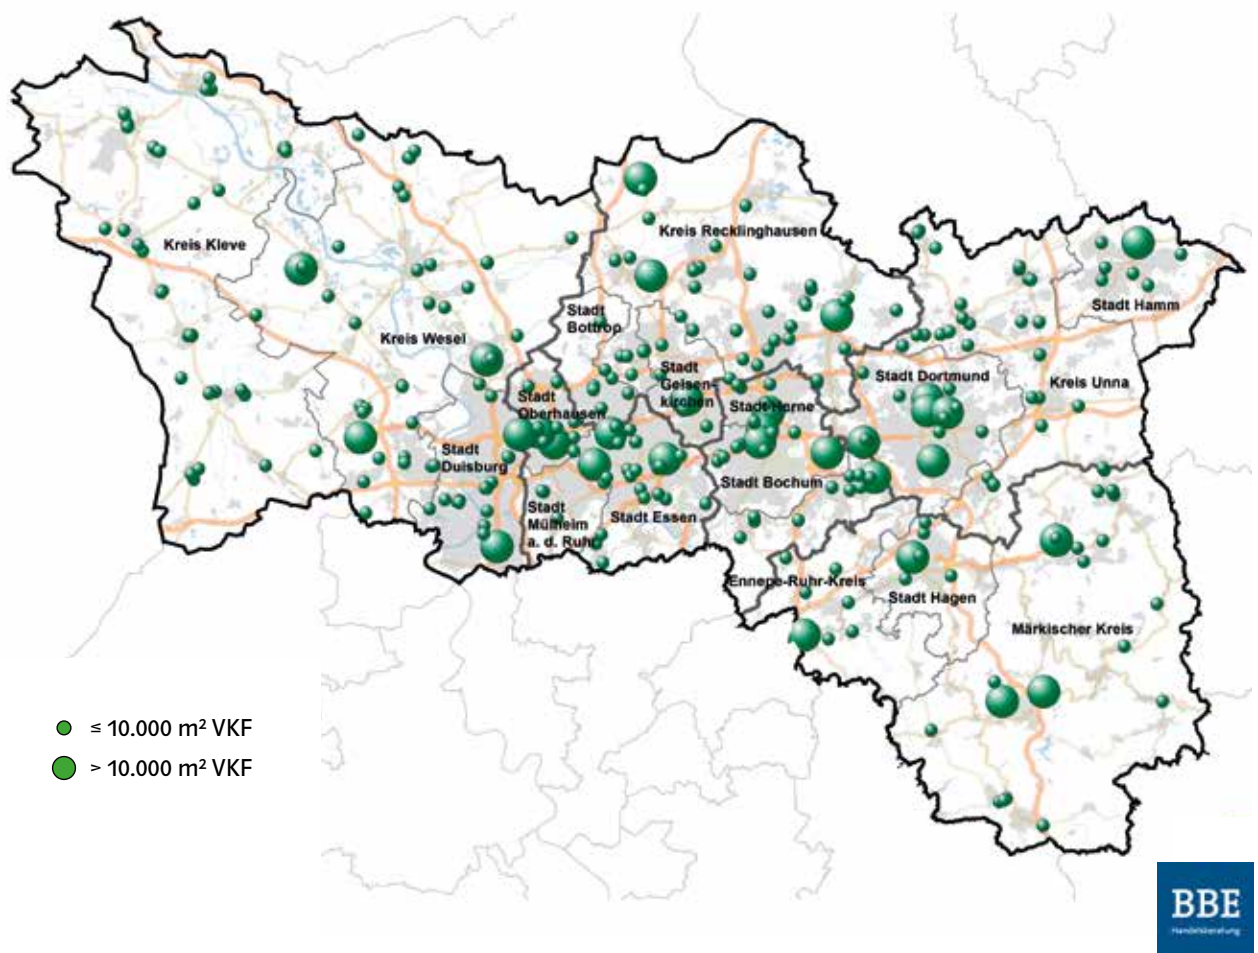 Kreis Kleve
Kreis Recklinghausen
Stadt Hamm
Stadt
Bottrop
Kreis Wesel
Stadt
Gelsen-
kirchen
Stadt Dortmund
Kreis Unna
Stadt
Oberhausen
Stadt Herne
Stadt
Duisburg
Stadt Bochum
Stadt
Mülheim
a. d. Ruhr
Stadt Essen
Ennepe-Ruhr-Kreis
Stadt Hagen
Märkischer Kreis
≤ 10.000 m² VKF
> 10.000 m² VKF
BBE
Handelsberatung